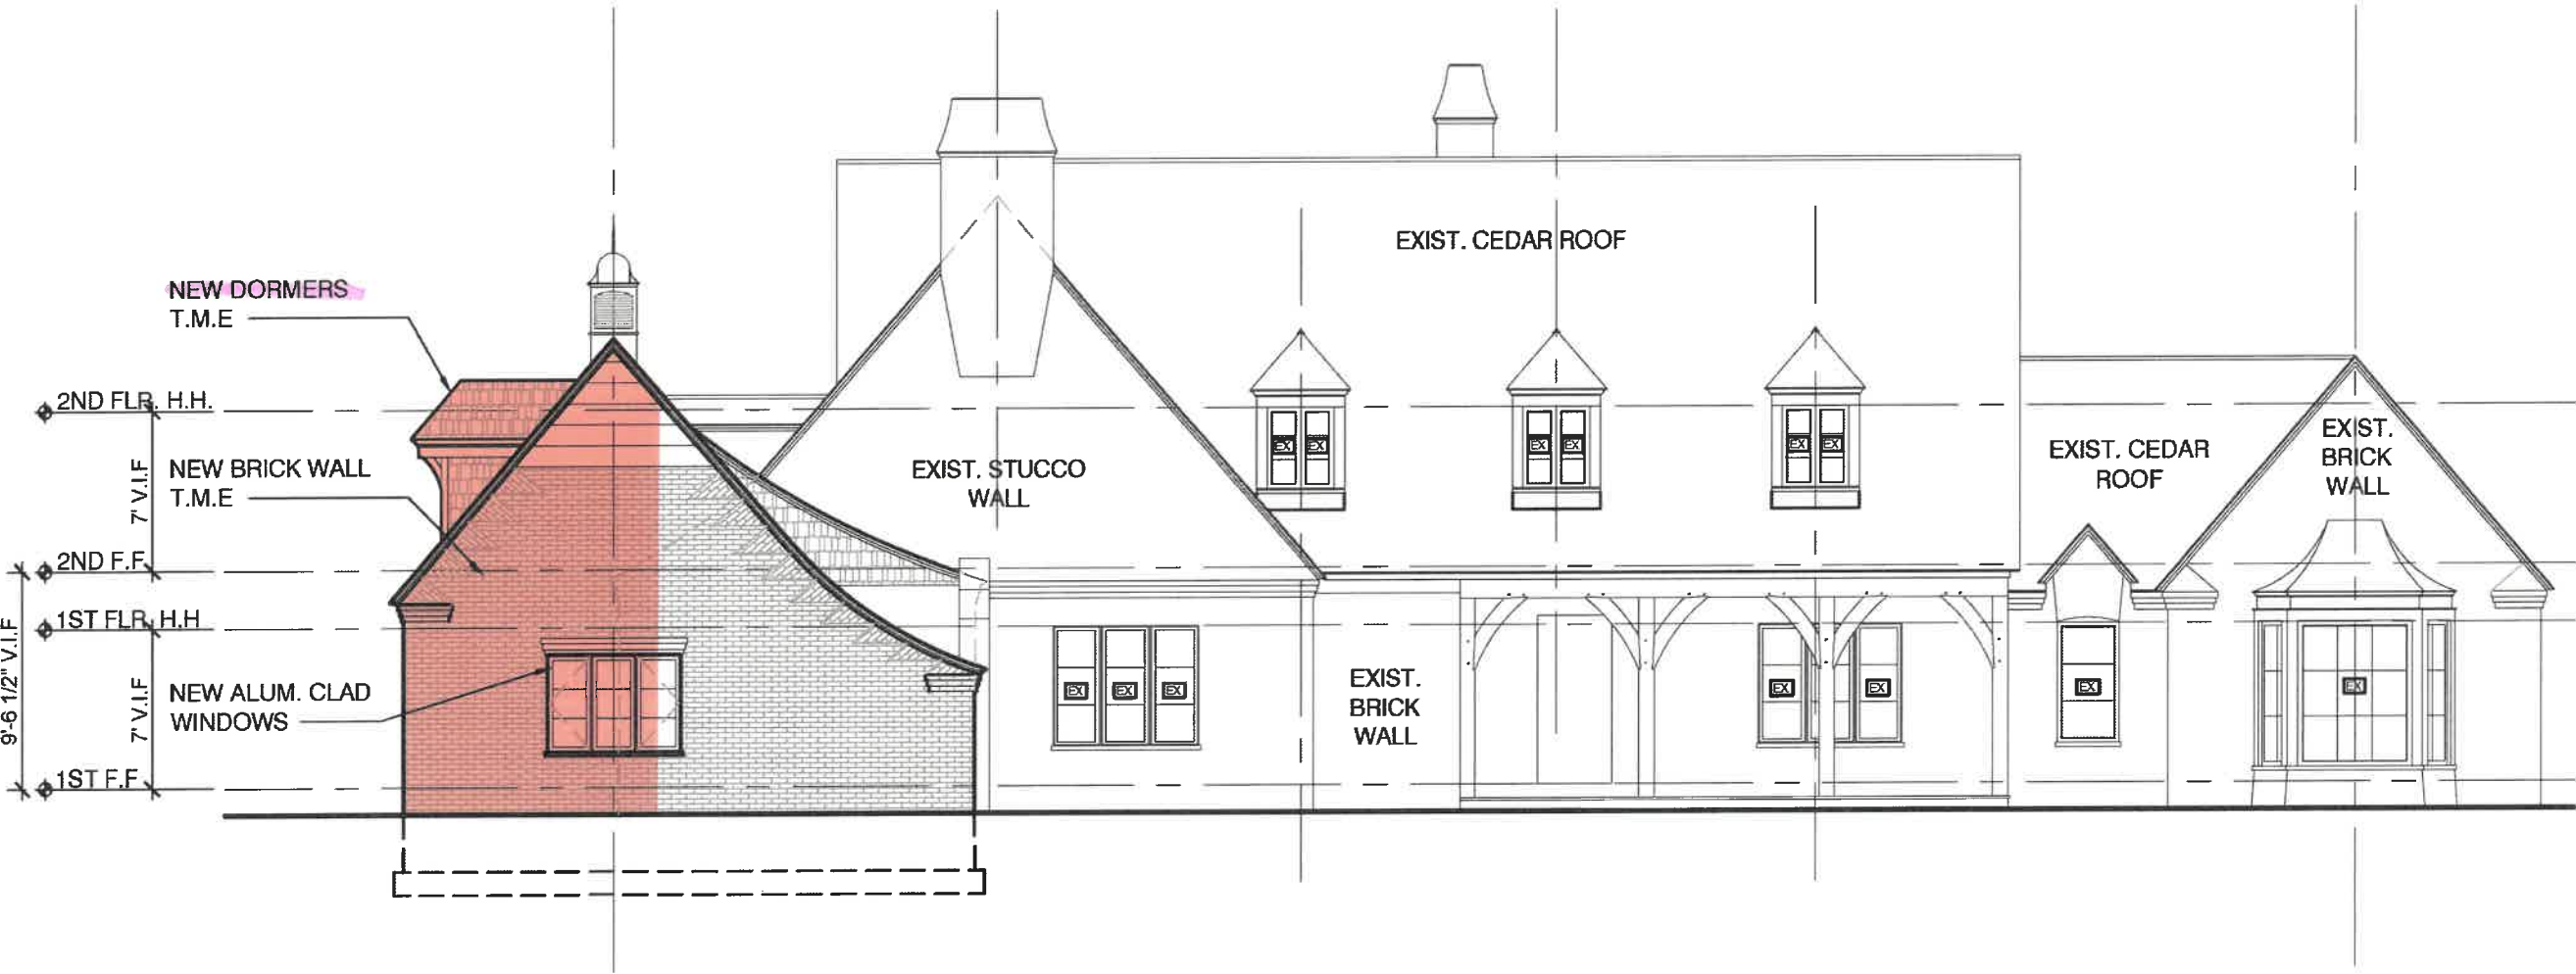 NEW DORMERS
T.M.E
2ND FLR. H.H.
7' V.I.F
NEW BRICK WALL
T.M.E
2ND F.F.
1ST FLR. H.H
9'-6 1/2" V.I.F
7' V.I.F
NEW ALUM. CLAD
WINDOWS
1ST F.F
EXIST. STUCCO
WALL
EXIST. CEDAR ROOF
EX EX
EX EX
EX EX
EXIST. CEDAR
ROOF
EXIST.
BRICK
WALL
EX EX EX
EXIST.
BRICK
WALL
EX EX
EX
EX